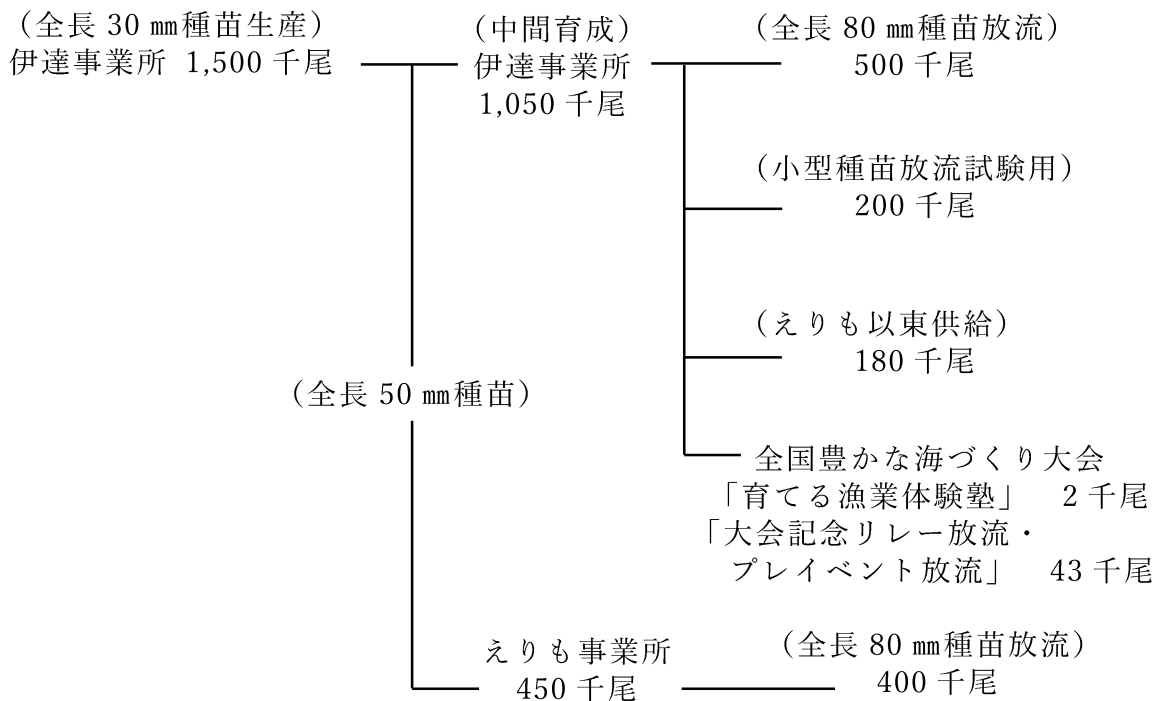 （全長 30 ㎜種苗生産）
伊達事業所 1,500 千尾
（中間育成）
伊達事業所
1,050 千尾
（全長 80 ㎜種苗放流）
500 千尾
（小型種苗放流試験用）
200 千尾
（えりも以東供給）
180 千尾
全国豊かな海づくり大会
「育てる漁業体験塾」 2 千尾
「大会記念リレー放流・
プレイベント放流」 43 千尾
（全長 50 ㎜種苗）
えりも事業所
450 千尾
（全長 80 ㎜種苗放流）
400 千尾